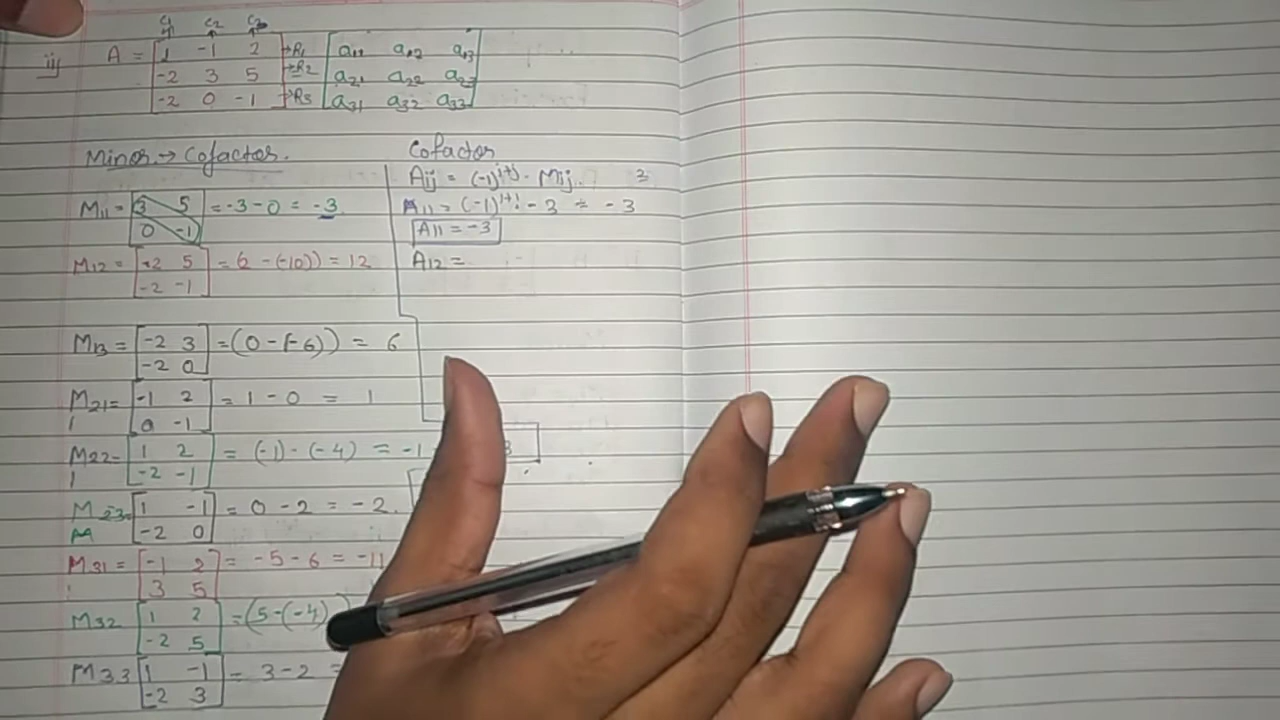 C1 C2 C3
ii) A = [ 1 -1 2 ] →R1 [ a11 a12 a13 ]
[ -2 3 5 ] →R2 [ a21 a22 a23 ]
[ -2 0 -1 ] →R3 [ a31 a32 a33 ]
Minor → Cofactor.
M11 = [ 3 5 ] = -3-0 = -3
[ 0 -1 ]
M12 = [ -2 5 ] = 2 - (-10)) = 12
[ -2 -1 ]
M13 = [ -2 3 ] = (0-(-6)) = 6
[ -2 0 ]
M21 = [ -1 2 ] = 1 - 0 = 1
[ 0 -1 ]
M22 = [ 1 2 ] = (-1) - (-4) = -1
[ -2 -1 ]
M23 = [ 1 -1 ] = 0 - 2 = -2.
[ -2 0 ]
M31 = [ -1 2 ] = -5 - 6 = -11
[ 3 5 ]
M32 [ 1 2 ] = (5-(-4)
[ -2 5 ]
M33 [ 1 -1 ] = 3-2 =
[ -2 3 ]
Cofactor
Aij = (-1)i+j · Mij.. 3
A11 = (-1)1+1 · -3 = -3
A11 = -3
A12 =
3